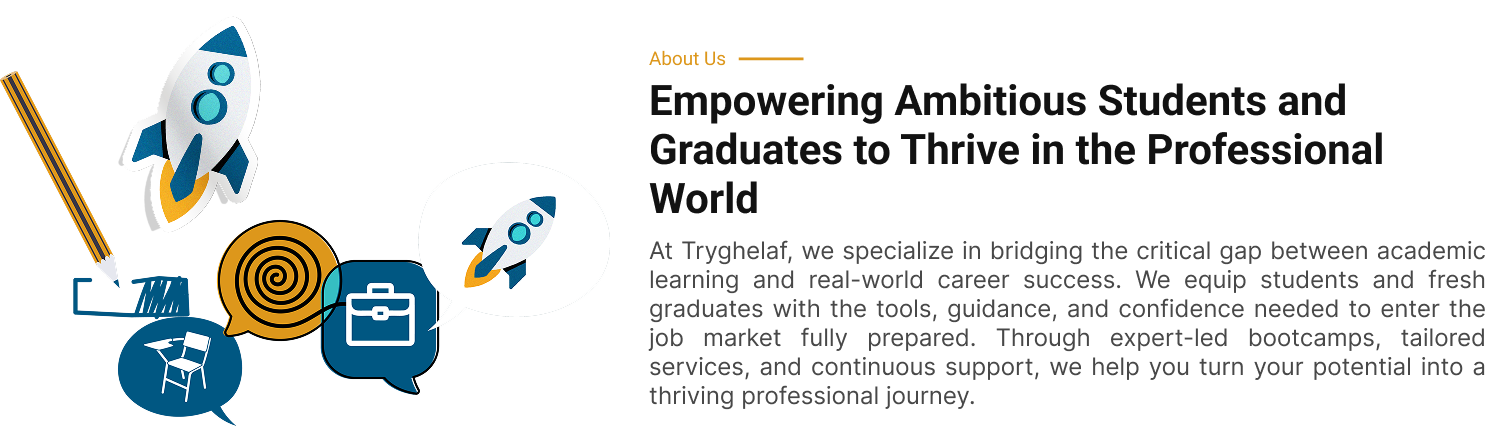 About Us
Empowering Ambitious Students and
Graduates to Thrive in the Professional
World
At Tryghelaf, we specialize in bridging the critical gap between academic
learning and real-world career success. We equip students and fresh
graduates with the tools, guidance, and confidence needed to enter the
job market fully prepared. Through expert-led bootcamps, tailored
services, and continuous support, we help you turn your potential into a
thriving professional journey.